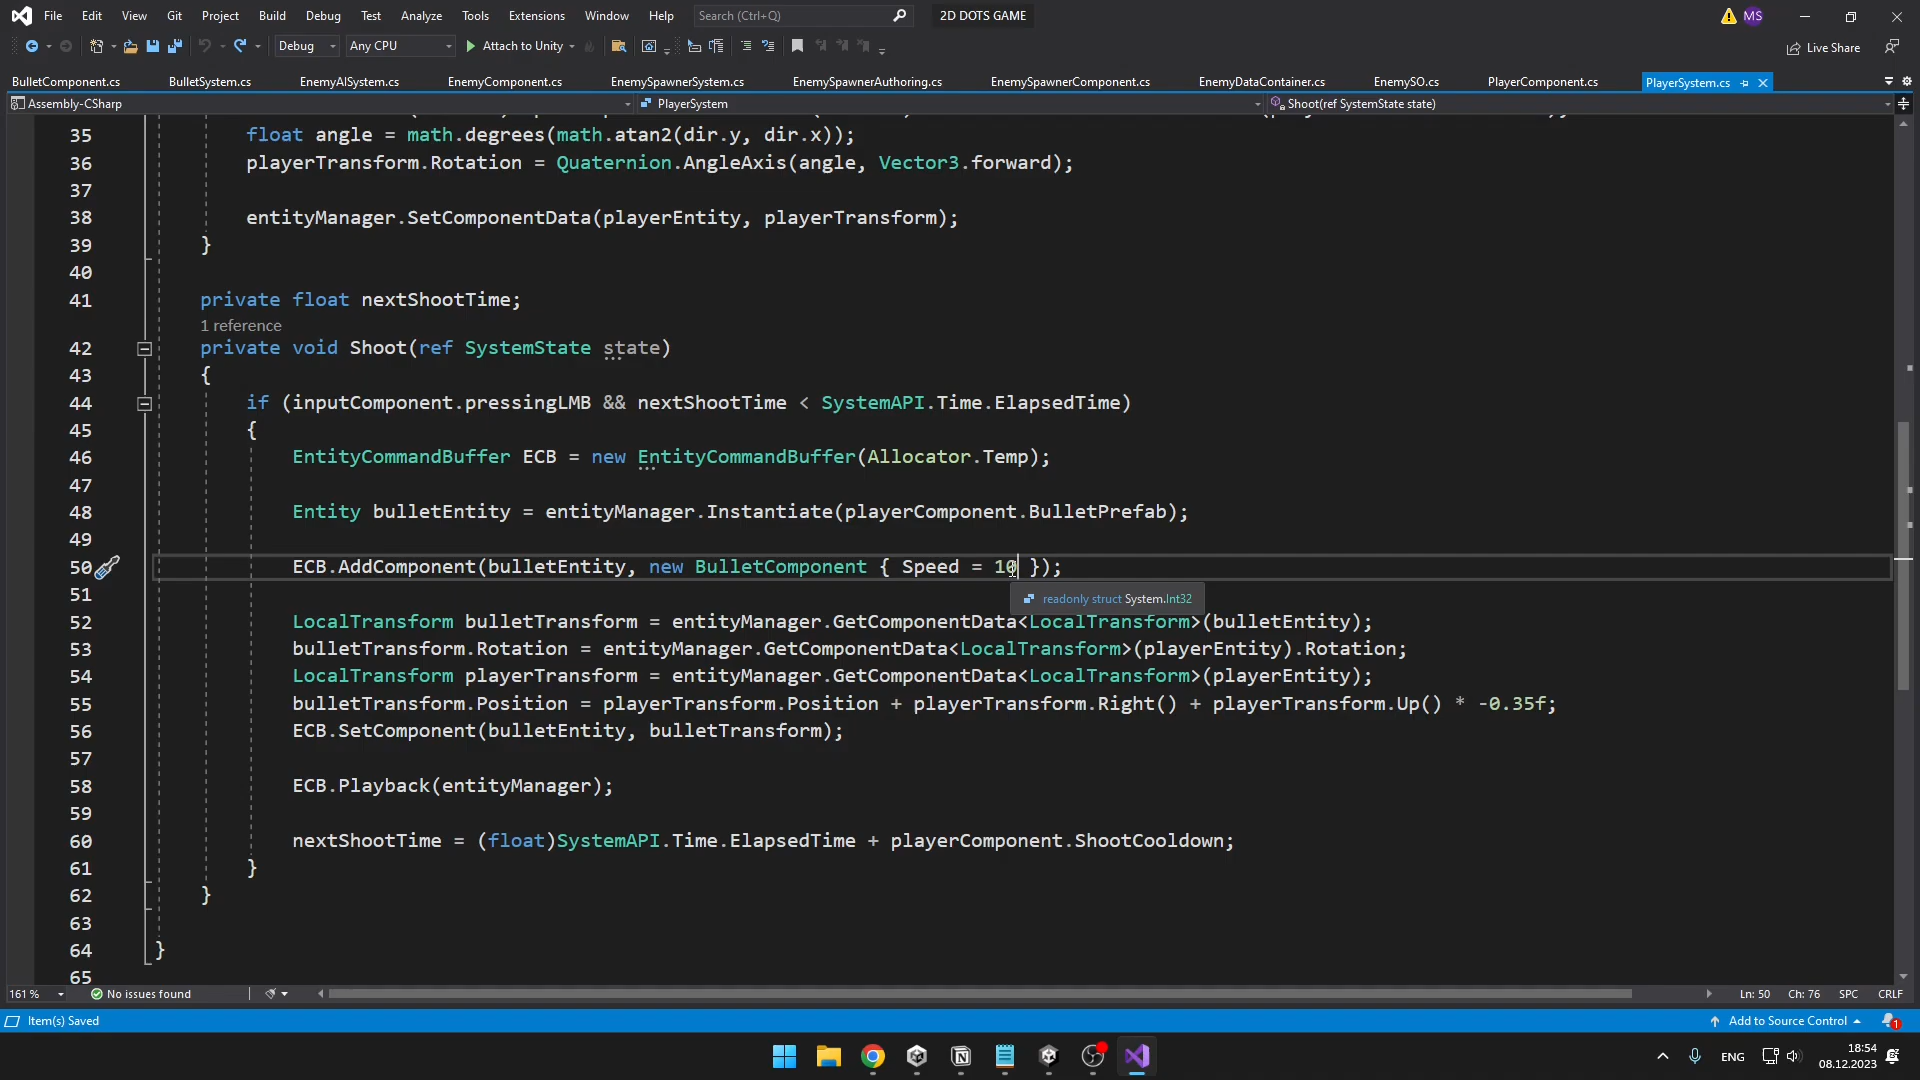 File Edit View Git Project Build Debug Test Analyze Tools Extensions Window Help Search (Ctrl+Q) 2D DOTS GAME MS
Debug Any CPU Attach to Unity Live Share
BulletComponent.cs BulletSystem.cs EnemyAISystem.cs EnemyComponent.cs EnemySpawnerSystem.cs EnemySpawnerAuthoring.cs EnemySpawnerComponent.cs EnemyDataContainer.cs EnemySO.cs PlayerComponent.cs PlayerSystem.cs
Assembly-CSharp PlayerSystem Shoot(ref SystemState state)
35 float angle = math.degrees(math.atan2(dir.y, dir.x));
36 playerTransform.Rotation = Quaternion.AngleAxis(angle, Vector3.forward);
37
38 entityManager.SetComponentData(playerEntity, playerTransform);
39 }
40
41 private float nextShootTime;
1 reference
42 private void Shoot(ref SystemState state)
43 {
44 if (inputComponent.pressingLMB && nextShootTime < SystemAPI.Time.ElapsedTime)
45 {
46 EntityCommandBuffer ECB = new EntityCommandBuffer(Allocator.Temp);
47
48 Entity bulletEntity = entityManager.Instantiate(playerComponent.BulletPrefab);
49
50 ECB.AddComponent(bulletEntity, new BulletComponent { Speed = 10 });
51 readonly struct System.Int32
52 LocalTransform bulletTransform = entityManager.GetComponentData<LocalTransform>(bulletEntity);
53 bulletTransform.Rotation = entityManager.GetComponentData<LocalTransform>(playerEntity).Rotation;
54 LocalTransform playerTransform = entityManager.GetComponentData<LocalTransform>(playerEntity);
55 bulletTransform.Position = playerTransform.Position + playerTransform.Right() + playerTransform.Up() * -0.35f;
56 ECB.SetComponent(bulletEntity, bulletTransform);
57
58 ECB.Playback(entityManager);
59
60 nextShootTime = (float)SystemAPI.Time.ElapsedTime + playerComponent.ShootCooldown;
61 }
62 }
63
64 }
65
161 % No issues found Ln: 50 Ch: 76 SPC CRLF
Item(s) Saved Add to Source Control 1
ENG 18:54
08.12.2023